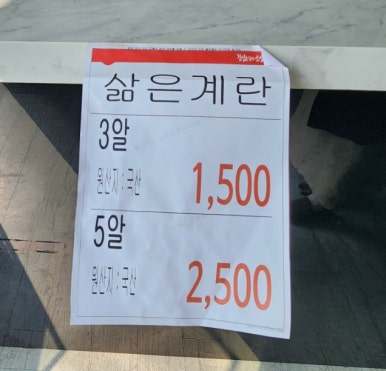 삶은계란
3알
원산지 : 국산
1,500
5알
원산지 : 국산
2,500